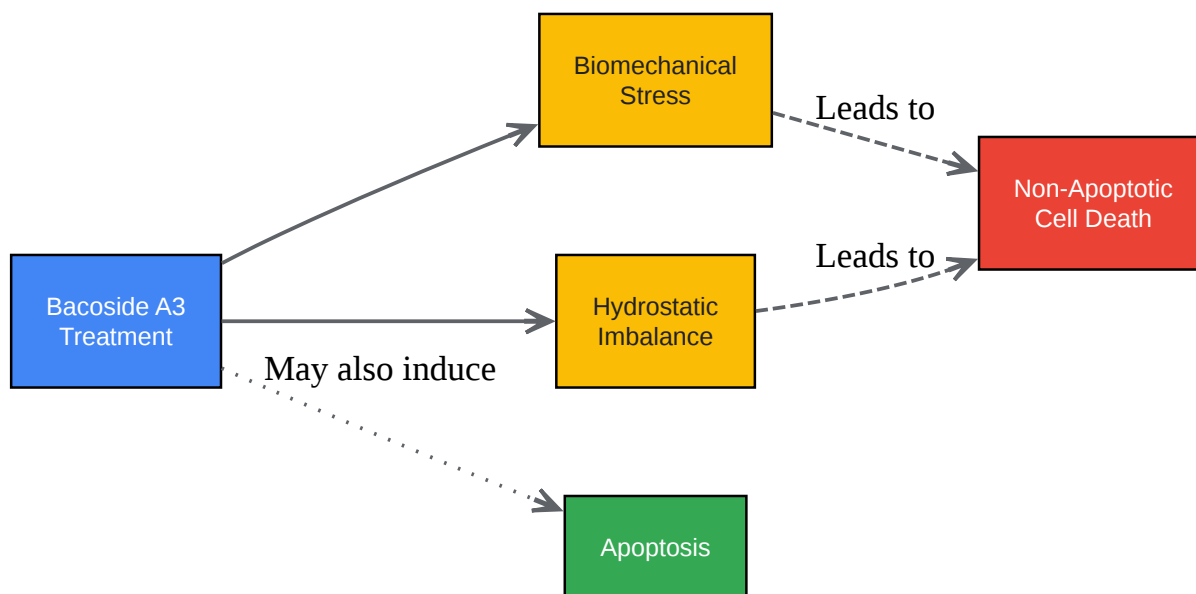 Biomechanical
Stress
Leads to
Non-Apoptotic
Cell Death
Leads to
Bacoside A3
Treatment
Hydrostatic
Imbalance
May also induce
Apoptosis